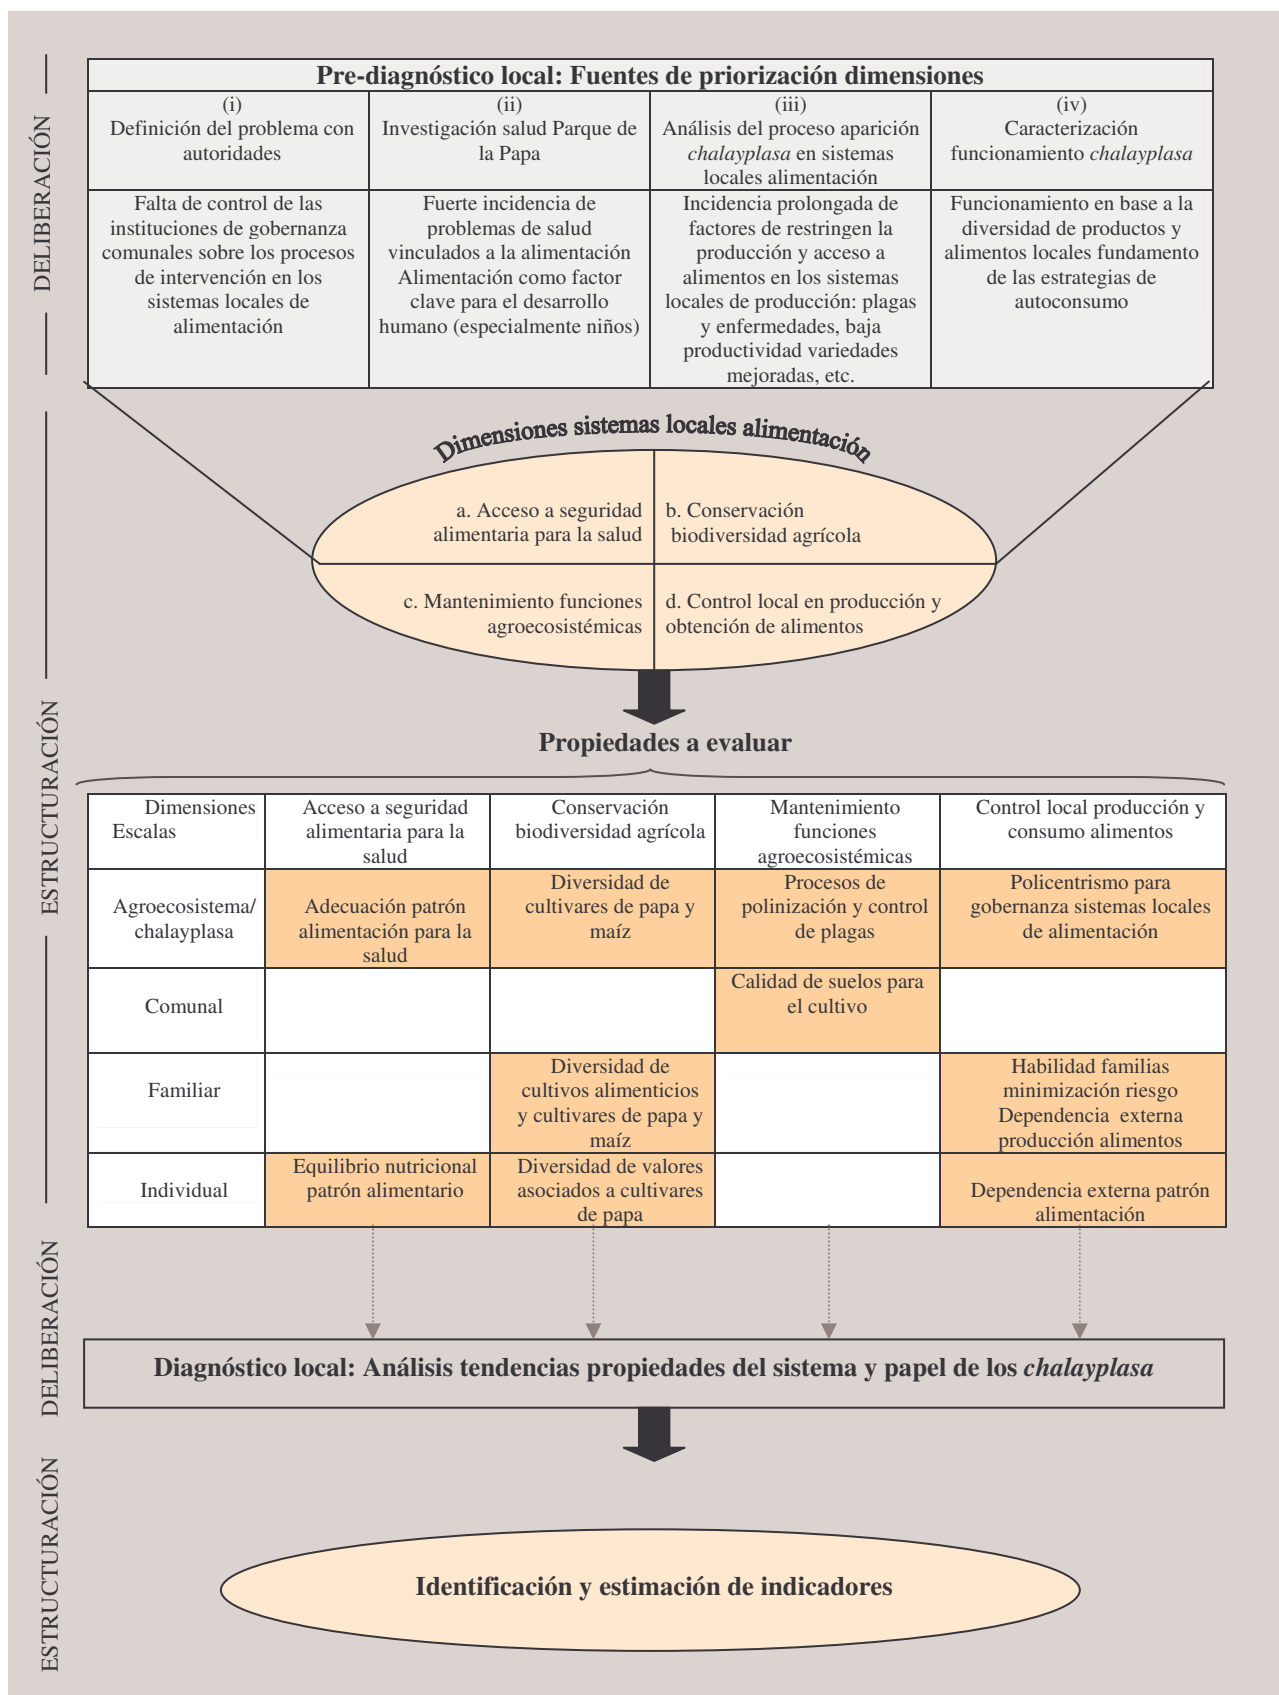 Pre-diagnóstico local: Fuentes de priorización dimensiones
(i)
Definición del problema con
autoridades
(ii)
Investigación salud Parque de
la Papa
(iii)
Análisis del proceso aparición
chalayplasa en sistemas
locales alimentación
(iv)
Caracterización
funcionamiento chalayplasa
Falta de control de las
instituciones de gobernanza
comunales sobre los procesos
de intervención en los
sistemas locales de
alimentación
Fuerte incidencia de
problemas de salud
vinculados a la alimentación
Alimentación como factor
clave para el desarrollo
humano (especialmente niños)
Incidencia prolongada de
factores de restringen la
producción y acceso a
alimentos en los sistemas
locales de producción: plagas
y enfermedades, baja
productividad variedades
mejoradas, etc.
Funcionamiento en base a la
diversidad de productos y
alimentos locales fundamento
de las estrategias de
autoconsumo
DELIBERACIÓN
Dimensiones sistemas locales alimentación
a. Acceso a seguridad
alimentaria para la salud
b. Conservación
biodiversidad agrícola
c. Mantenimiento funciones
agroecosistémicas
d. Control local en producción y
obtención de alimentos
ESTRUCTURACIÓN
Propiedades a evaluar
Dimensiones
Escalas
Acceso a seguridad
alimentaria para la
salud
Conservación
biodiversidad agrícola
Mantenimiento
funciones
agroecosistémicas
Control local producción y
consumo alimentos
Agroecosistema/
chalayplasa
Adecuación patrón
alimentación para la
salud
Diversidad de
cultivares de papa y
maíz
Procesos de
polinización y control
de plagas
Policentrismo para
gobernanza sistemas locales
de alimentación
Comunal
Calidad de suelos para
el cultivo
Familiar
Diversidad de
cultivos alimenticios
y cultivares de papa y
maíz
Habilidad familias
minimización riesgo
Dependencia externa
producción alimentos
Individual
Equilibrio nutricional
patrón alimentario
Diversidad de valores
asociados a cultivares
de papa
Dependencia externa patrón
alimentación
DELIBERACIÓN
Diagnóstico local: Análisis tendencias propiedades del sistema y papel de los chalayplasa
ESTRUCTURACIÓN
Identificación y estimación de indicadores